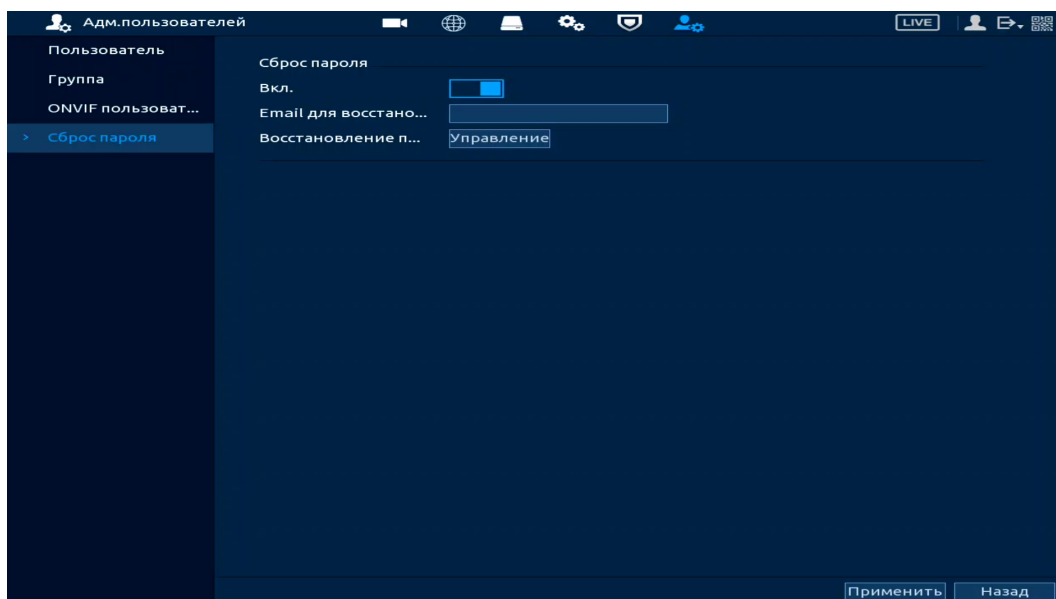 Адм.пользователей
LIVE
Пользователь
Группа
ONVIF пользоват...
> Сброс пароля
Сброс пароля
Вкл.
Email для восстано...
Восстановление п...
Управление
Применить
Назад